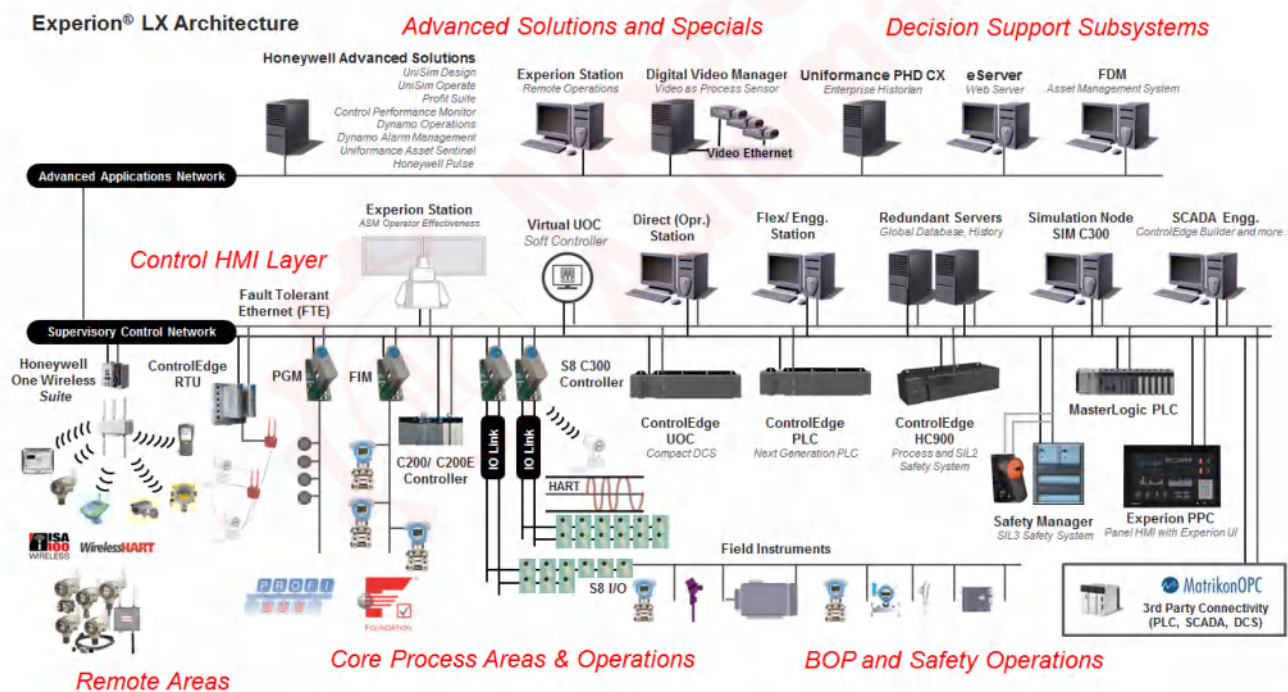 Experion® LX Architecture
Advanced Solutions and Specials
Decision Support Subsystems
Honeywell Advanced Solutions
UniSim Design
UniSim Operate
Profit Suite
Control Performance Monitor
Dynamo Operations
Dynamo Alarm Management
Uniformance Asset Sentinel
Honeywell Pulse
Experion Station
Remote Operations
Digital Video Manager
Video as Process Sensor
Video Ethernet
Uniformance PHD CX
Enterprise Historian
eServer
Web Server
FDM
Asset Management System
Advanced Applications Network
Control HMI Layer
Experion Station
ASM Operator Effectiveness
Virtual UOC
Soft Controller
Direct (Opr.)
Station
Flex/ Engg.
Station
Redundant Servers
Global Database, History
Simulation Node
SIM C300
SCADA Engg.
ControlEdge Builder and more.
Fault Tolerant
Ethernet (FTE)
Supervisory Control Network
Honeywell
One Wireless
Suite
ControlEdge
RTU
PGM
FIM
C200/ C200E
Controller
IO Link
IO Link
S8 C300
Controller
HART
ControlEdge
UOC
Compact DCS
ControlEdge
PLC
Next Generation PLC
ControlEdge
HC900
Process and SIL2
Safety System
MasterLogic PLC
Safety Manager
SIL3 Safety System
Experion PPC
Panel HMI with Experion UI
ISA
100
WIRELESS
WirelessHART
PROFI
BUS
FOUNDATION
S8 I/O
Field Instruments
MatrikonOPC
3rd Party Connectivity
(PLC, SCADA, DCS)
Remote Areas
Core Process Areas & Operations
BOP and Safety Operations